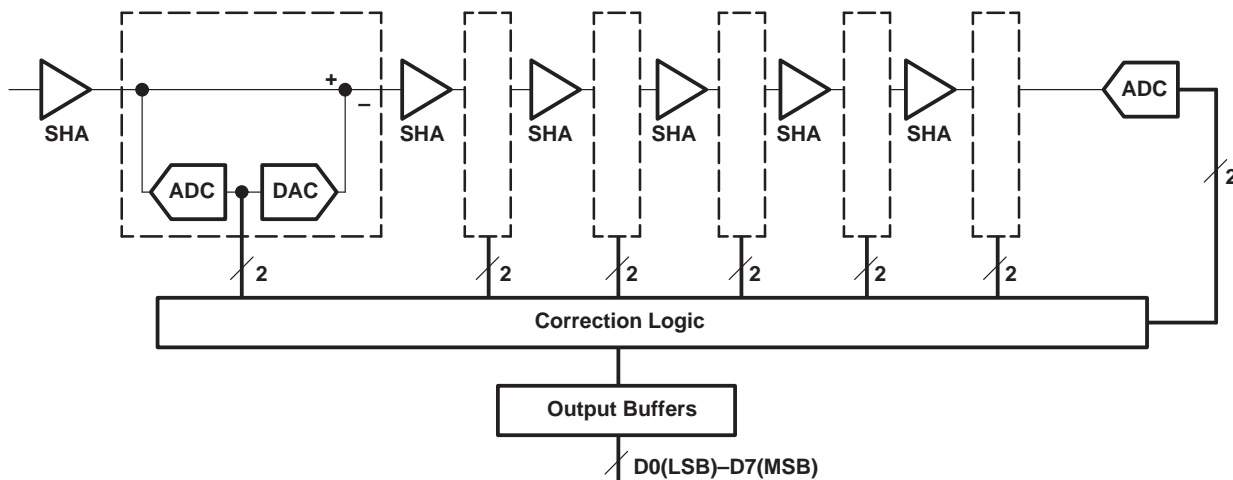 +
–
ADC
SHA
SHA
SHA
SHA
SHA
SHA
2
ADC
DAC
2
2
2
2
2
2
Correction Logic
Output Buffers
D0(LSB)–D7(MSB)